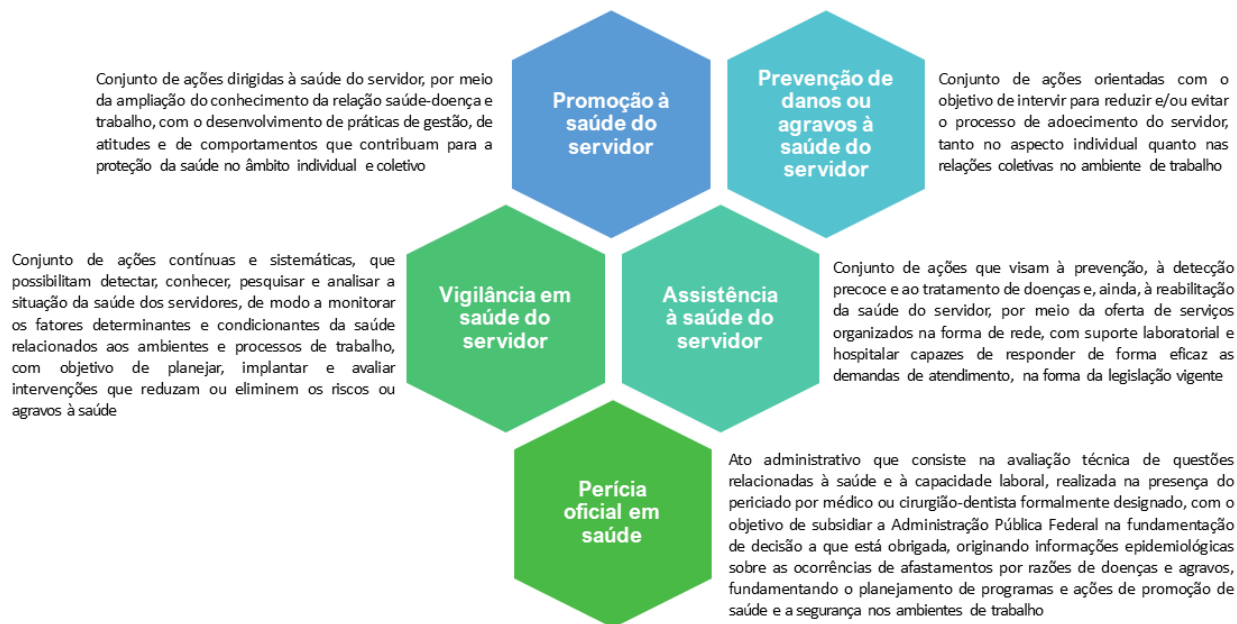 Conjunto de ações dirigidas à saúde do servidor, por meio
da ampliação do conhecimento da relação saúde-doença e
trabalho, com o desenvolvimento de práticas de gestão, de
atitudes e de comportamentos que contribuam para a
proteção da saúde no âmbito individual e coletivo
Promoção à
saúde do
servidor
Prevenção de
danos ou
agravos à
saúde do
servidor
Conjunto de ações orientadas com o
objetivo de intervir para reduzir e/ou evitar
o processo de adoecimento do servidor,
tanto no aspecto individual quanto nas
relações coletivas no ambiente de trabalho
Conjunto de ações contínuas e sistemáticas, que
possibilitam detectar, conhecer, pesquisar e analisar a
situação da saúde dos servidores, de modo a monitorar
os fatores determinantes e condicionantes da saúde
relacionados aos ambientes e processos de trabalho,
com objetivo de planejar, implantar e avaliar
intervenções que reduzam ou eliminem os riscos ou
agravos à saúde
Vigilância em
saúde do
servidor
Assistência
à saúde do
servidor
Conjunto de ações que visam à prevenção, à detecção
precoce e ao tratamento de doenças e, ainda, à reabilitação
da saúde do servidor, por meio da oferta de serviços
organizados na forma de rede, com suporte laboratorial e
hospitalar capazes de responder de forma eficaz as
demandas de atendimento, na forma da legislação vigente
Perícia
oficial em
saúde
Ato administrativo que consiste na avaliação técnica de questões
relacionadas à saúde e à capacidade laboral, realizada na presença do
periciado por médico ou cirurgião-dentista formalmente designado, com o
objetivo de subsidiar a Administração Pública Federal na fundamentação
de decisão a que está obrigada, originando informações epidemiológicas
sobre as ocorrências de afastamentos por razões de doenças e agravos,
fundamentando o planejamento de programas e ações de promoção de
saúde e a segurança nos ambientes de trabalho